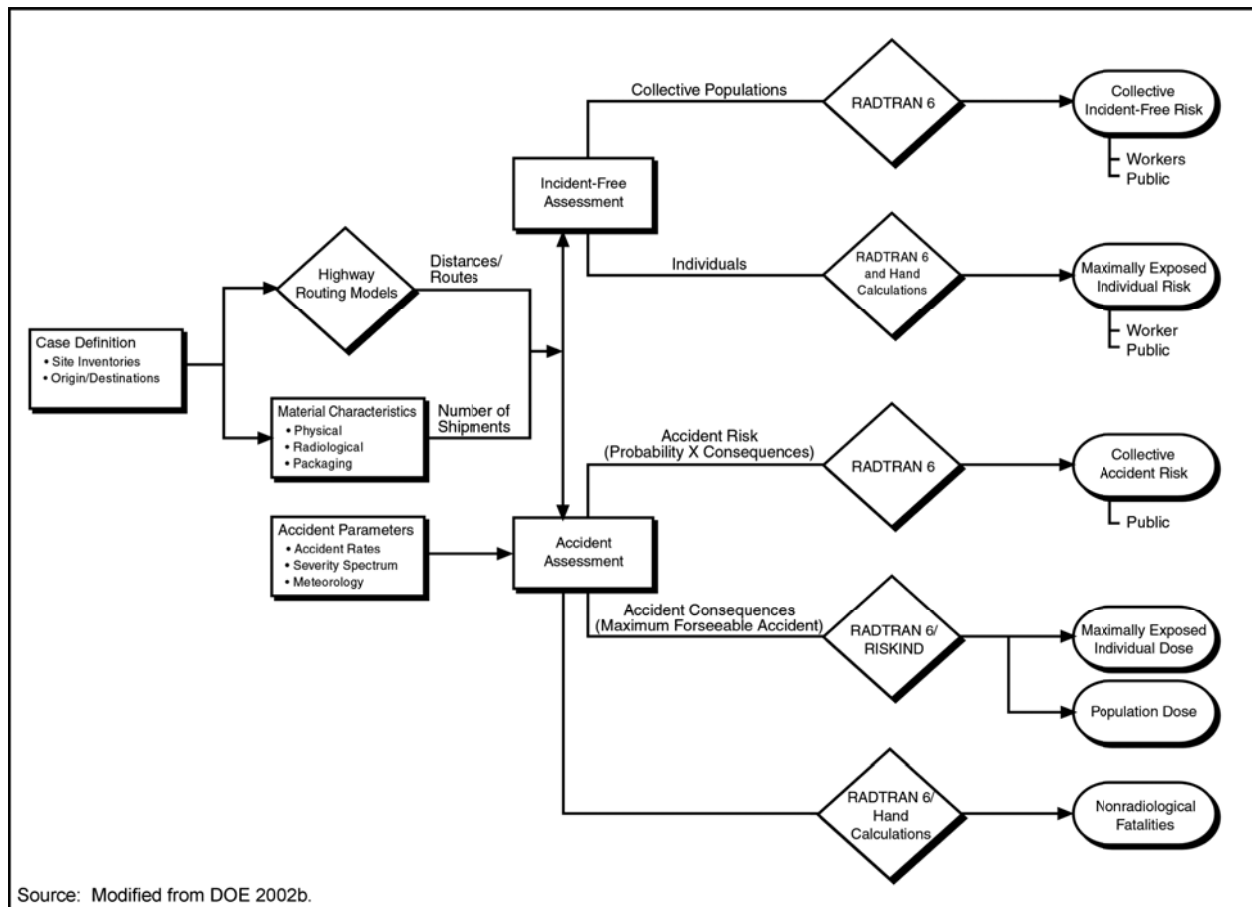 Collective Populations
RADTRAN 6
Collective
Incident-Free Risk
Workers
Public
Incident-Free
Assessment
Individuals
RADTRAN 6
and Hand
Calculations
Maximally Exposed
Individual Risk
Worker
Public
Highway
Routing Models
Distances/
Routes
Case Definition
• Site Inventories
• Origin/Destinations
Material Characteristics
• Physical
• Radiological
• Packaging
Number of
Shipments
Accident Risk
(Probability X Consequences)
RADTRAN 6
Collective
Accident Risk
Public
Accident Parameters
• Accident Rates
• Severity Spectrum
• Meteorology
Accident
Assessment
Accident Consequences
(Maximum Forseeable Accident)
RADTRAN 6/
RISKIND
Maximally Exposed
Individual Dose
Population Dose
RADTRAN 6/
Hand
Calculations
Nonradiological
Fatalities
Source: Modified from DOE 2002b.